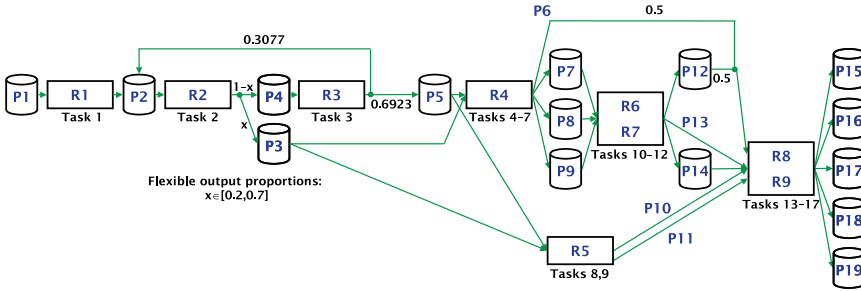 P6
0.5
0.3077
P1
R1
Task 1
P2
R2
Task 2
1-x
x
P4
P3
R3
Task 3
0.6923
P5
R4
Tasks 4-7
P7
P8
P9
R6
R7
Tasks 10-12
P12
0.5
P13
P14
R8
R9
Tasks 13-17
P15
P16
P17
P18
P19
Flexible output proportions:
x∈[0.2,0.7]
P10
P11
R5
Tasks 8,9